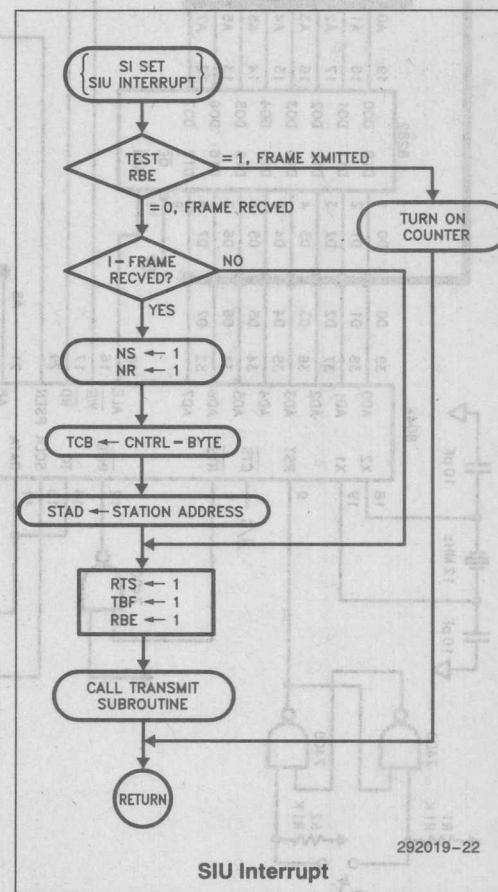 SI SET
SIU INTERRUPT
TEST
RBE
= 1, FRAME XMITTED
= 0, FRAME RECVED
TURN ON
COUNTER
I – FRAME
RECVED?
NO
YES
NS ← 1
NR ← 1
TCB ← CNTRL – BYTE
STAD ← STATION ADDRESS
RTS ← 1
TBF ← 1
RBE ← 1
CALL TRANSMIT
SUBROUTINE
RETURN
292019–22
SIU Interrupt